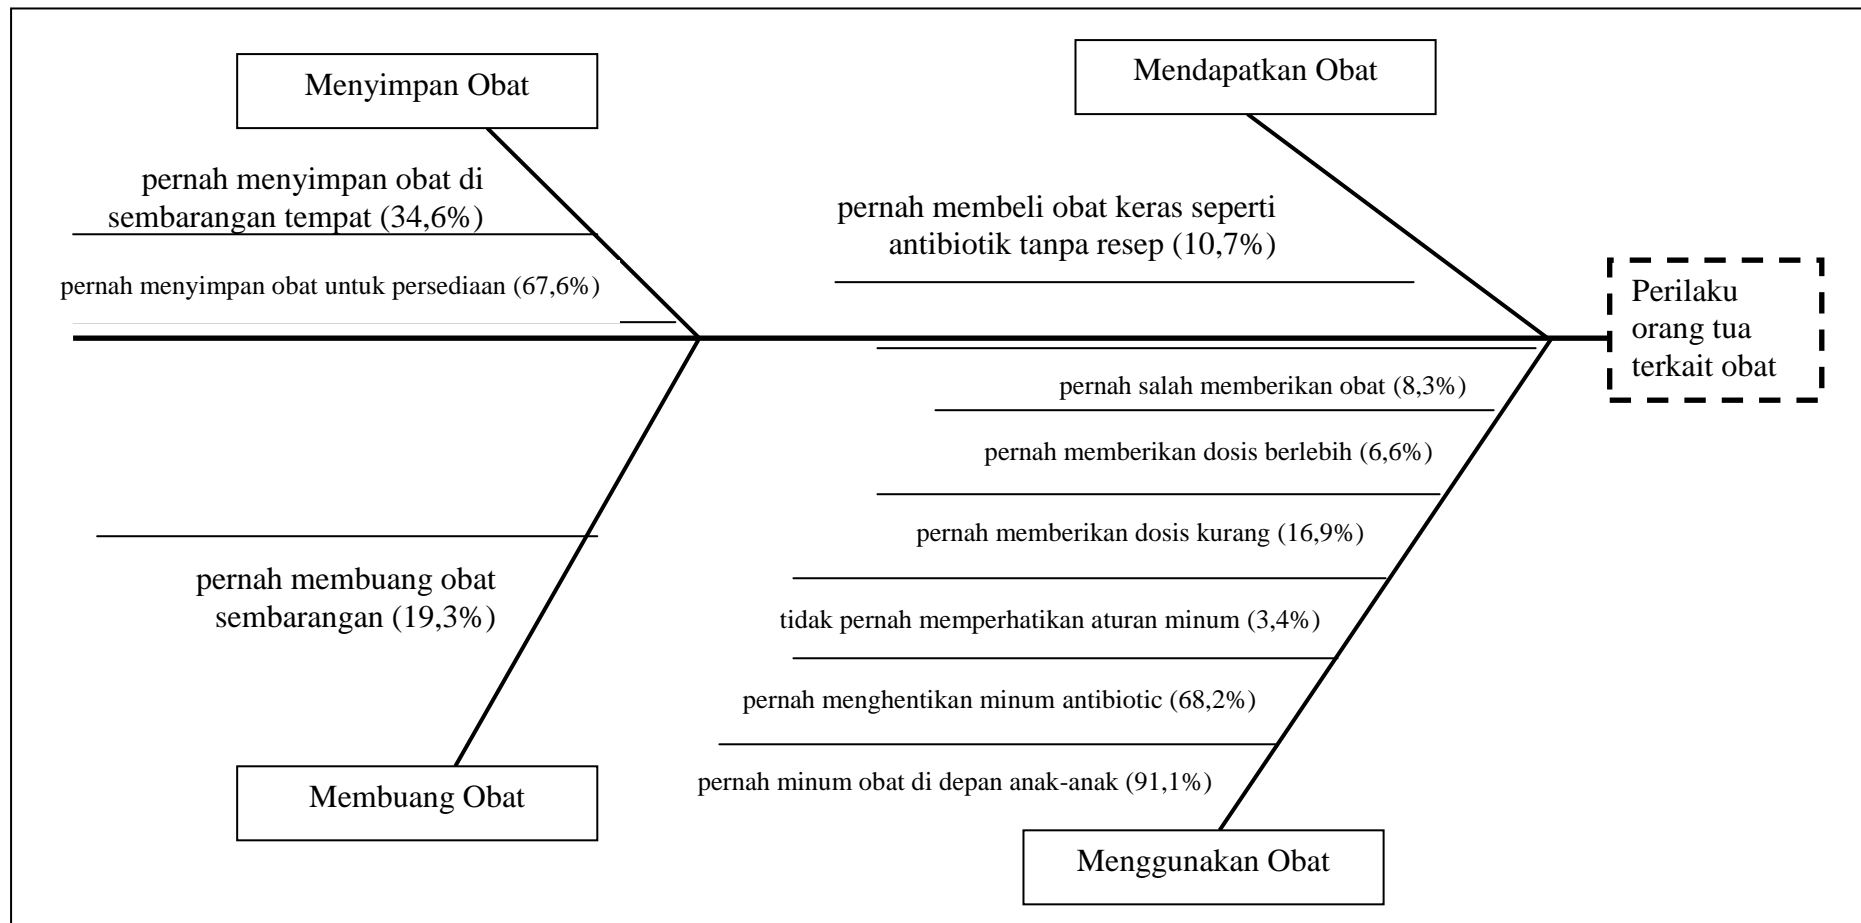 Menyimpan Obat
Mendapatkan Obat
pernah menyimpan obat di
sembarangan tempat (34,6%)
pernah menyimpan obat untuk persediaan (67,6%)
pernah membeli obat keras seperti
antibiotik tanpa resep (10,7%)
Perilaku
orang tua
terkait obat
pernah salah memberikan obat (8,3%)
pernah memberikan dosis berlebih (6,6%)
pernah memberikan dosis kurang (16,9%)
tidak pernah memperhatikan aturan minum (3,4%)
pernah menghentikan minum antibiotic (68,2%)
pernah minum obat di depan anak-anak (91,1%)
pernah membuang obat
sembarangan (19,3%)
Membuang Obat
Menggunakan Obat